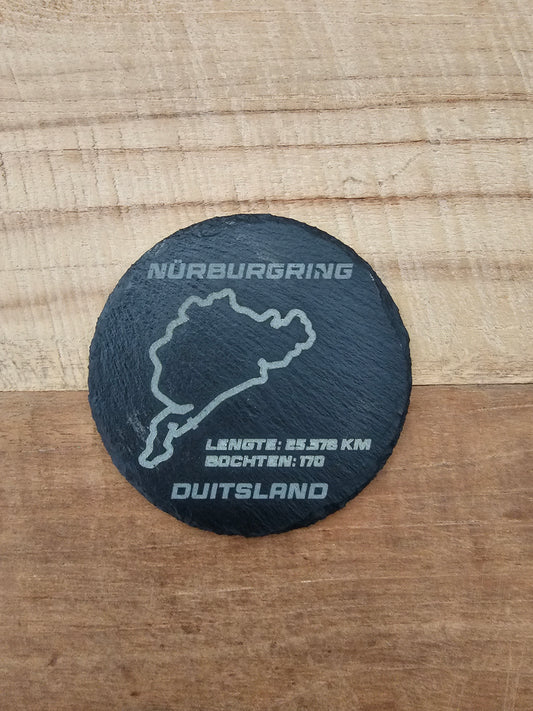 NÜRBURGRING
LENGTE: 25,378 KM
BOCHTEN: 170
DUITSLAND